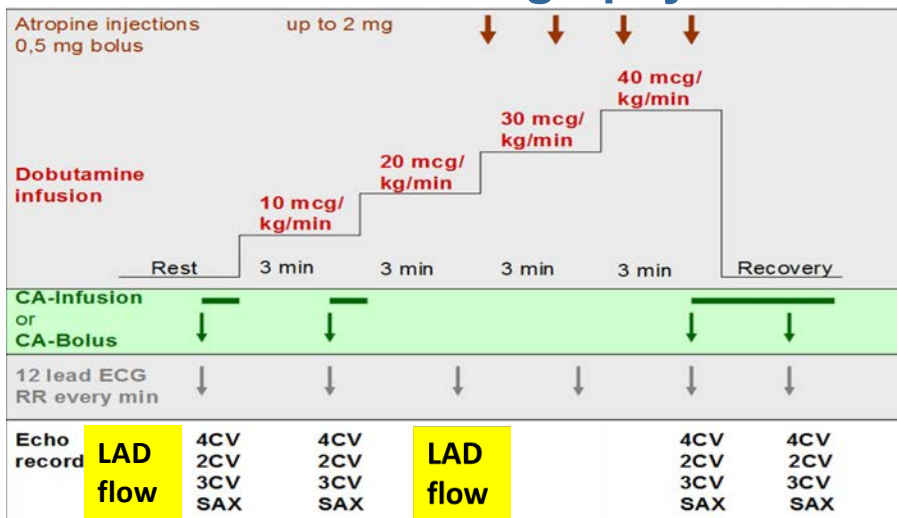 Atropine injections up to 2 mg
0,5 mg bolus
40 mcg/
kg/min
30 mcg/
kg/min
20 mcg/
kg/min
Dobutamine
infusion
10 mcg/
kg/min
Rest 3 min 3 min 3 min 3 min Recovery
CA-Infusion
or
CA-Bolus
12 lead ECG
RR every min
Echo
record
LAD
flow
4CV
2CV
3CV
SAX
4CV
2CV
3CV
SAX
LAD
flow
4CV
2CV
3CV
SAX
4CV
2CV
3CV
SAX